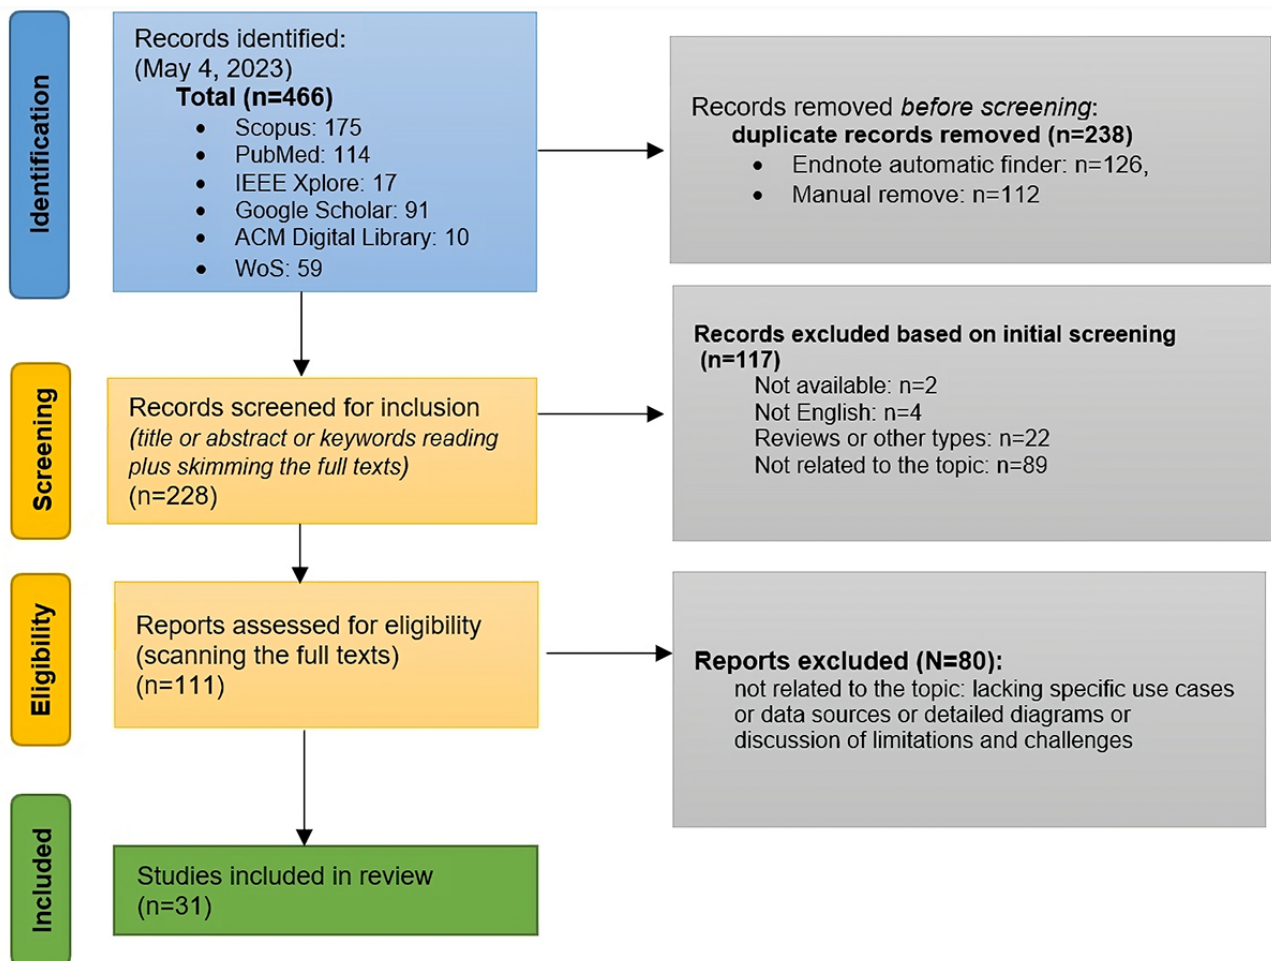 Identification
Records identified:
(May 4, 2023)
Total (n=466)
• Scopus: 175
• PubMed: 114
• IEEE Xplore: 17
• Google Scholar: 91
• ACM Digital Library: 10
• WoS: 59
Records removed before screening:
duplicate records removed (n=238)
• Endnote automatic finder: n=126,
• Manual remove: n=112
Screening
Records screened for inclusion
(title or abstract or keywords reading
plus skimming the full texts)
(n=228)
Records excluded based on initial screening
(n=117)
Not available: n=2
Not English: n=4
Reviews or other types: n=22
Not related to the topic: n=89
Eligibility
Reports assessed for eligibility
(scanning the full texts)
(n=111)
Reports excluded (N=80):
not related to the topic: lacking specific use cases
or data sources or detailed diagrams or
discussion of limitations and challenges
Included
Studies included in review
(n=31)